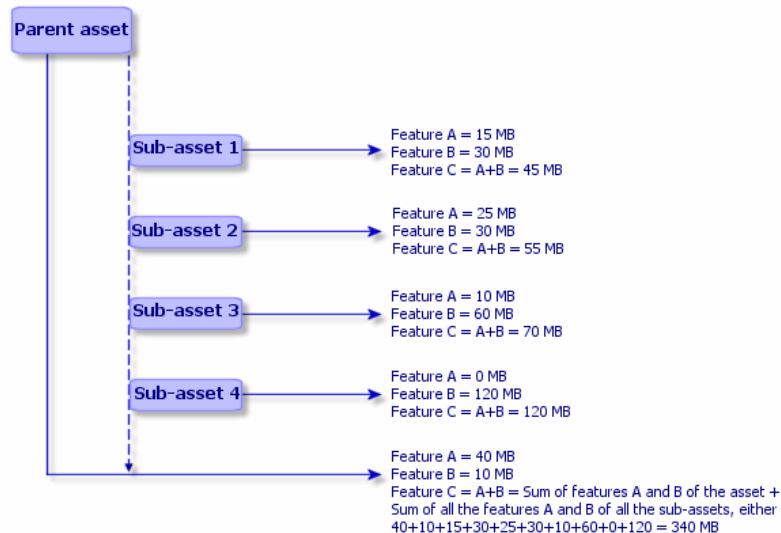 Parent asset
Sub-asset 1
Feature A = 15 MB
Feature B = 30 MB
Feature C = A+B = 45 MB
Sub-asset 2
Feature A = 25 MB
Feature B = 30 MB
Feature C = A+B = 55 MB
Sub-asset 3
Feature A = 10 MB
Feature B = 60 MB
Feature C = A+B = 70 MB
Sub-asset 4
Feature A = 0 MB
Feature B = 120 MB
Feature C = A+B = 120 MB
Feature A = 40 MB
Feature B = 10 MB
Feature C = A+B = Sum of features A and B of the asset +
Sum of all the features A and B of all the sub-assets, either
40+10+15+30+25+30+10+60+0+120 = 340 MB